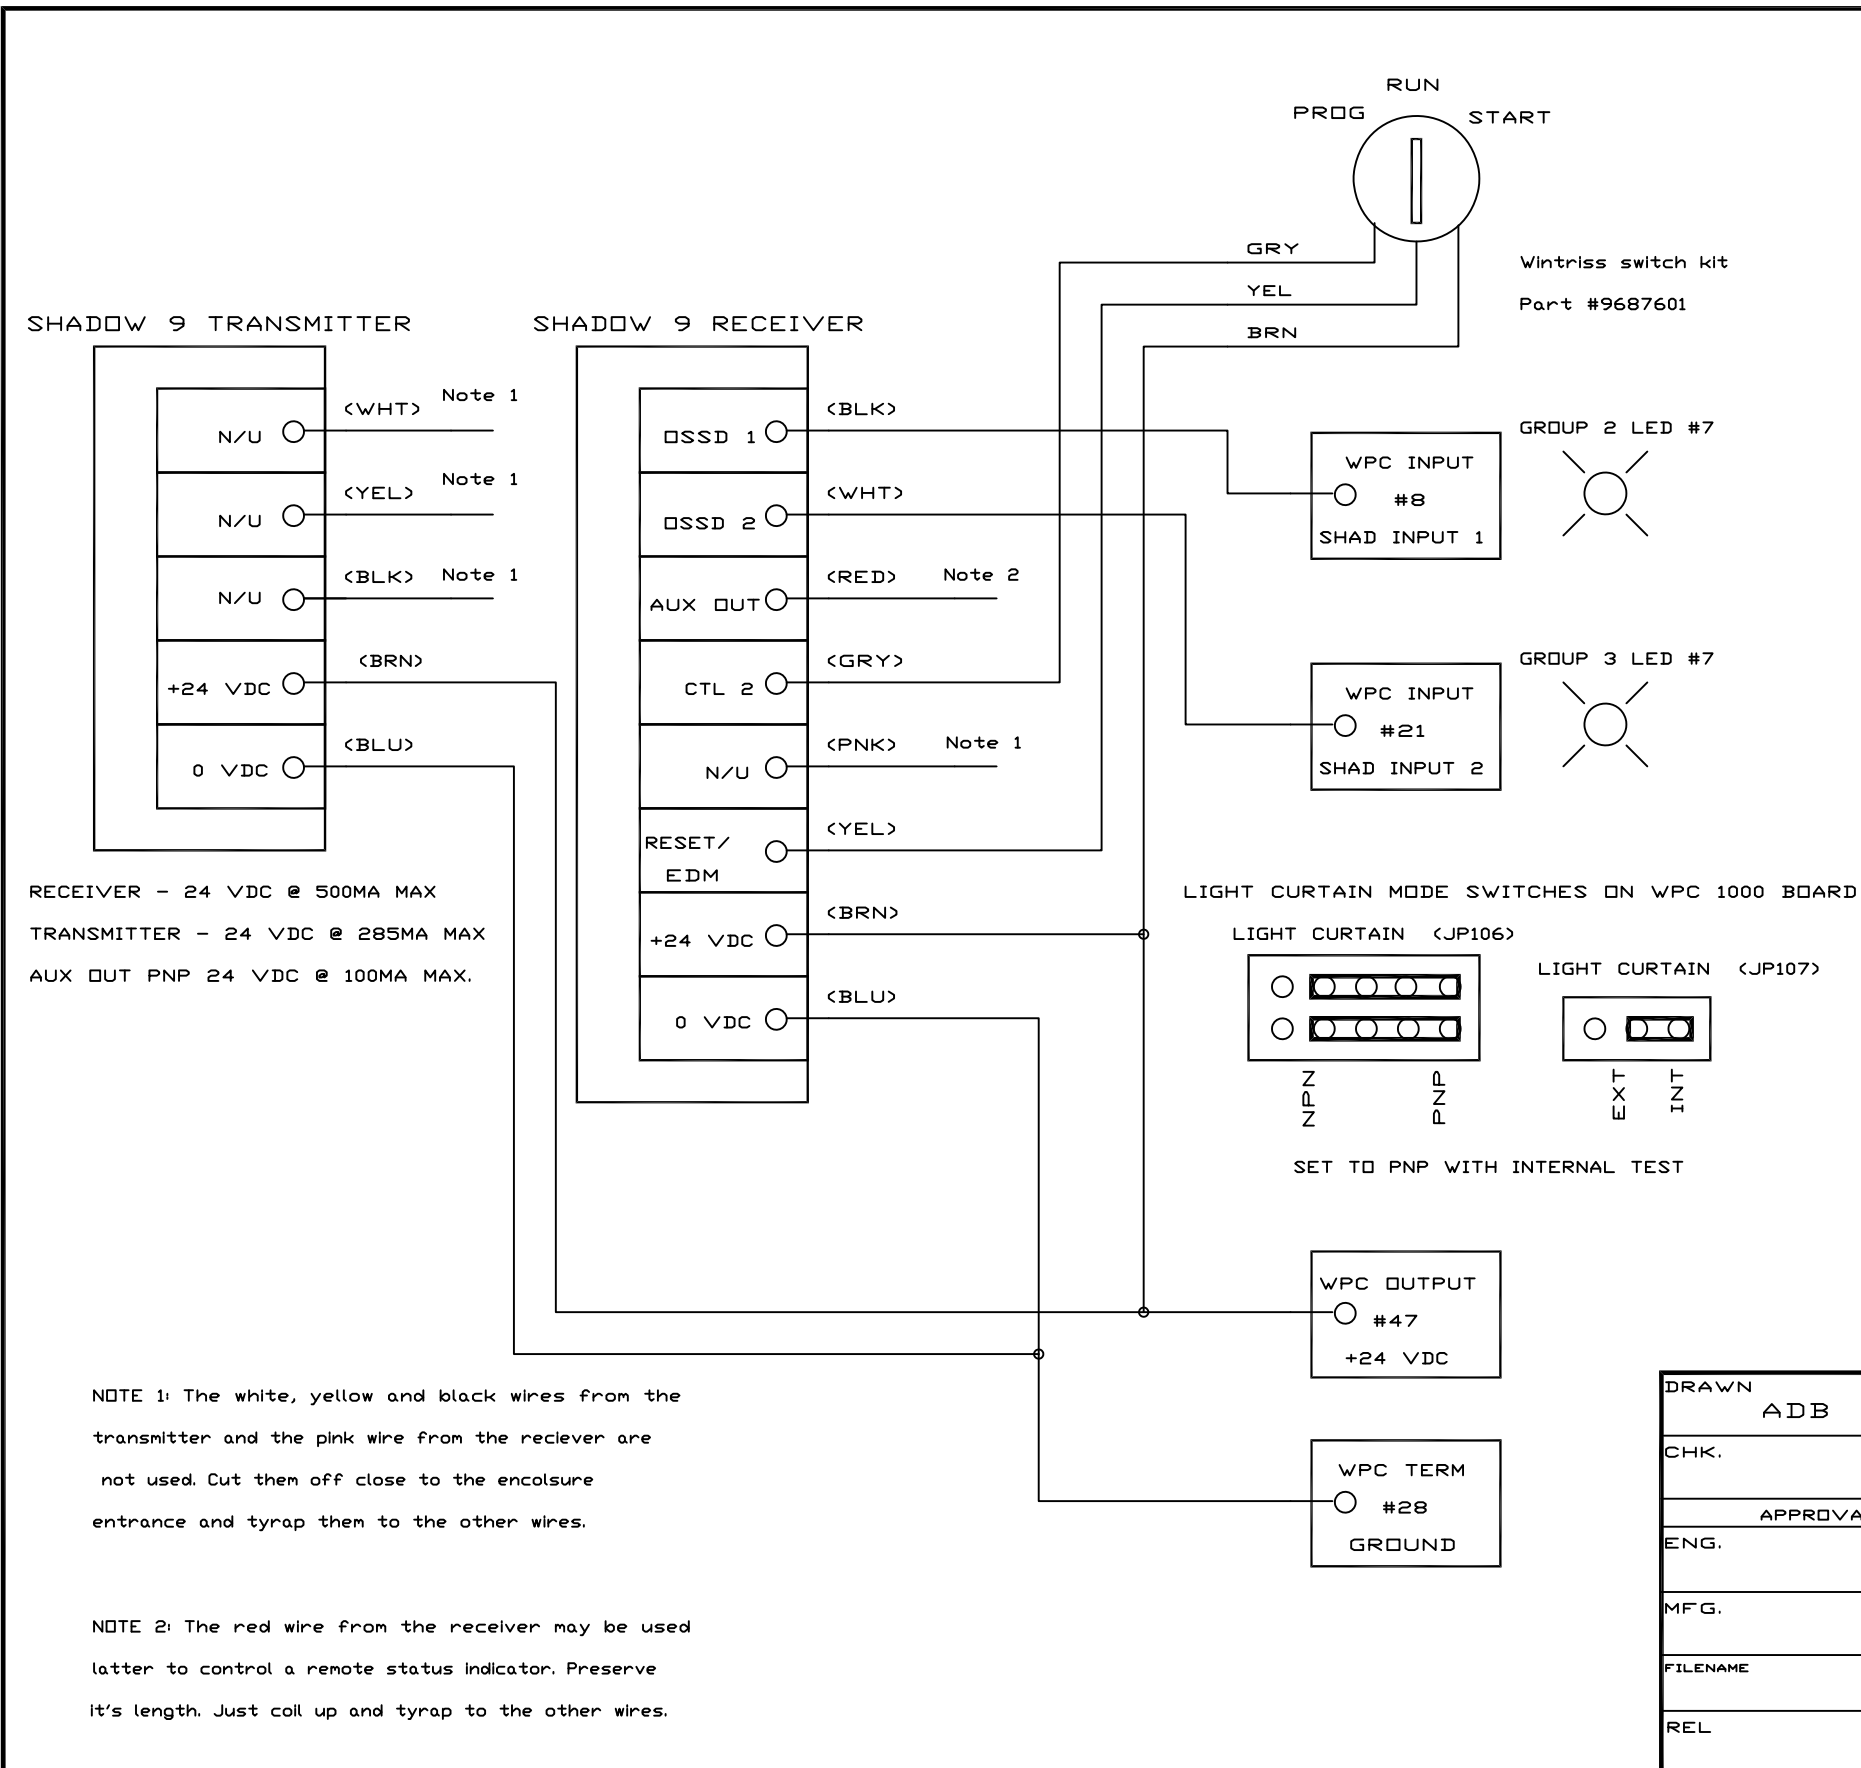 RUN
PROG
START
GRY
YEL
BRN
Wintriss switch kit
Part #9687601
SHADOW 9 TRANSMITTER
N/U
(WHT)
Note 1
N/U
(YEL)
Note 1
N/U
(BLK)
Note 1
+24 VDC
(BRN)
0 VDC
(BLU)
RECEIVER - 24 VDC @ 500MA MAX
TRANSMITTER - 24 VDC @ 285MA MAX
AUX OUT PNP 24 VDC @ 100MA MAX.
SHADOW 9 RECEIVER
OSSD 1
(BLK)
OSSD 2
(WHT)
AUX OUT
(RED)
Note 2
CTL 2
(GRY)
N/U
(PNK)
Note 1
RESET/
EDM
(YEL)
+24 VDC
(BRN)
0 VDC
(BLU)
WPC INPUT
#8
SHAD INPUT 1
GROUP 2 LED #7
WPC INPUT
#21
SHAD INPUT 2
GROUP 3 LED #7
LIGHT CURTAIN MODE SWITCHES ON WPC 1000 BOARD
LIGHT CURTAIN (JP106)
NPN
PNP
LIGHT CURTAIN (JP107)
EXT
INT
SET TO PNP WITH INTERNAL TEST
WPC OUTPUT
#47
+24 VDC
WPC TERM
#28
GROUND
NOTE 1: The white, yellow and black wires from the
transmitter and the pink wire from the reciever are
not used. Cut them off close to the encolsure
entrance and tyrap them to the other wires.
NOTE 2: The red wire from the receiver may be used
latter to control a remote status indicator. Preserve
it's length. Just coil up and tyrap to the other wires.
DRAWN
ADB
CHK.
APPROVA
ENG.
MFG.
FILENAME
REL